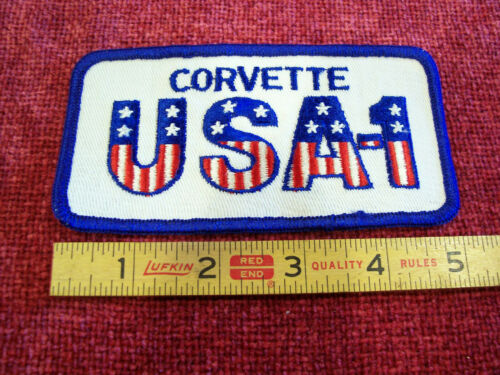 CORVETTE
USA-1
1 LUFKIN 2 RED END ® 3 QUALITY 4 RULES 5